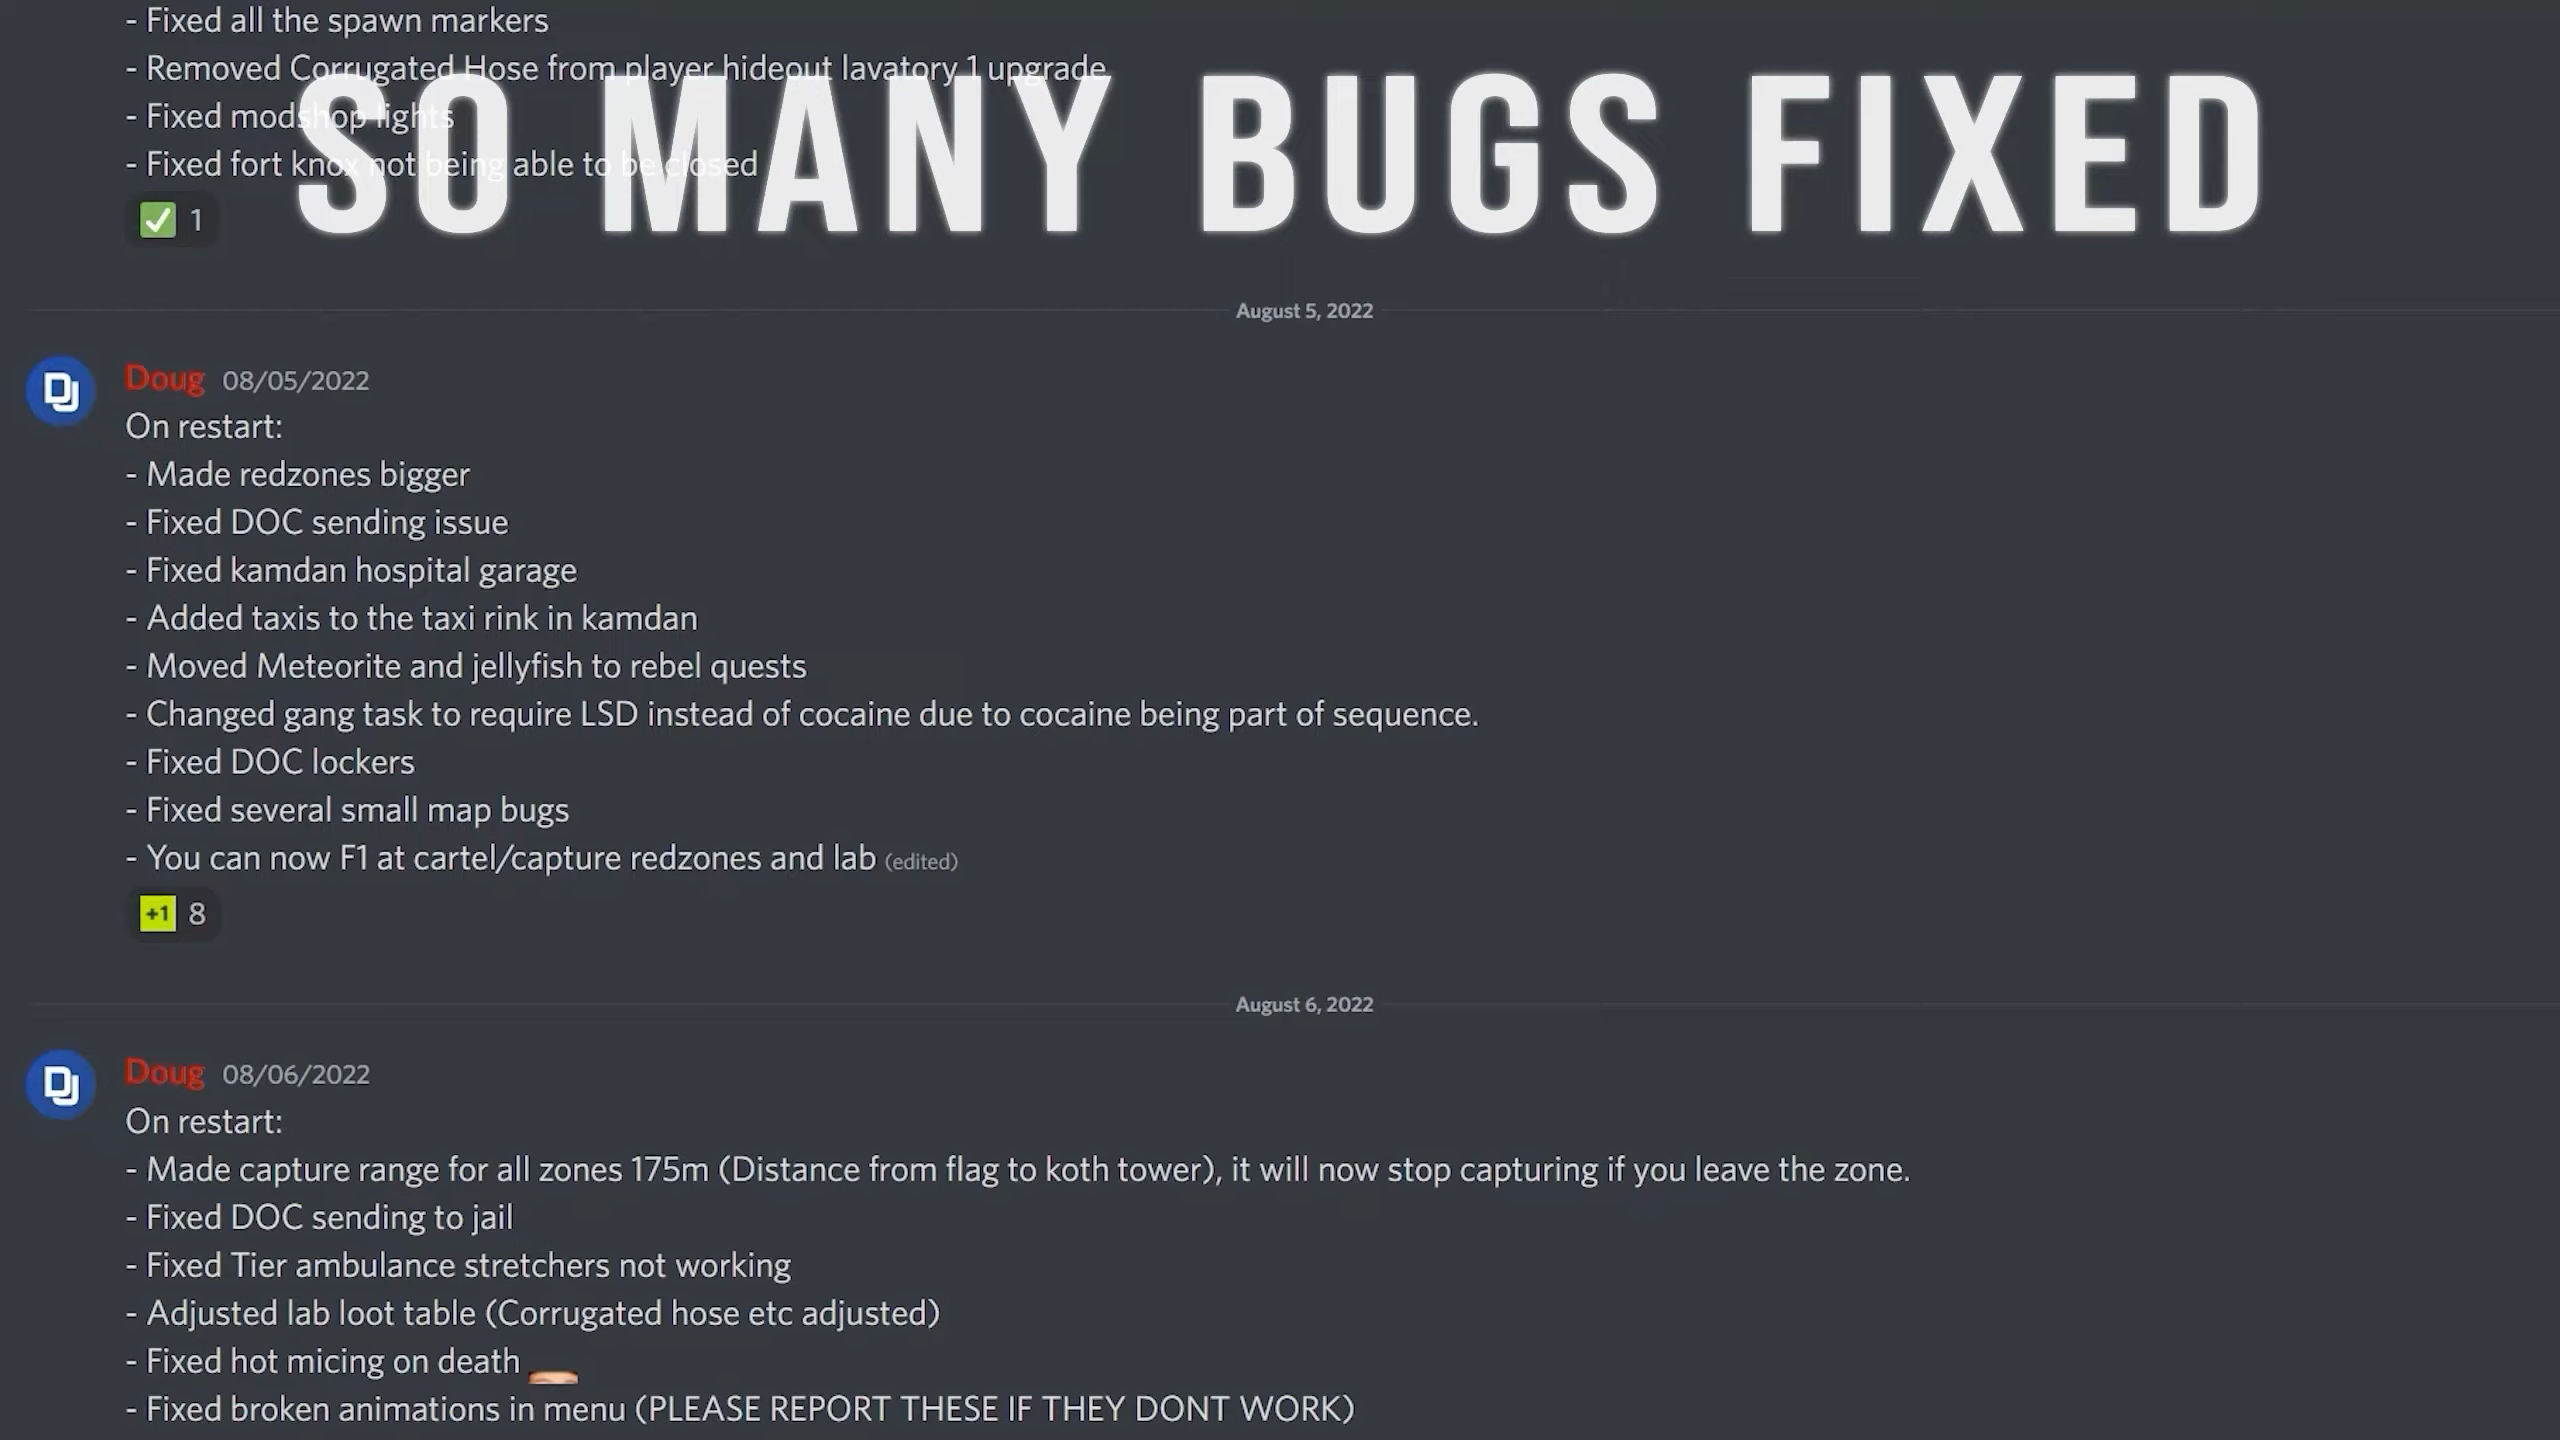 - Fixed all the spawn markers
- Removed Corrugated Hose from player hideout lavatory 1 upgrade
- Fixed modshop lights
- Fixed fort knox not being able to be closed
SO MANY BUGS FIXED
1
August 5, 2022
Doug 08/05/2022
On restart:
- Made redzones bigger
- Fixed DOC sending issue
- Fixed kamdan hospital garage
- Added taxis to the taxi rink in kamdan
- Moved Meteorite and jellyfish to rebel quests
- Changed gang task to require LSD instead of cocaine due to cocaine being part of sequence.
- Fixed DOC lockers
- Fixed several small map bugs
- You can now F1 at cartel/capture redzones and lab (edited)
+1 8
August 6, 2022
Doug 08/06/2022
On restart:
- Made capture range for all zones 175m (Distance from flag to koth tower), it will now stop capturing if you leave the zone.
- Fixed DOC sending to jail
- Fixed Tier ambulance stretchers not working
- Adjusted lab loot table (Corrugated hose etc adjusted)
- Fixed hot micing on death
- Fixed broken animations in menu (PLEASE REPORT THESE IF THEY DONT WORK)